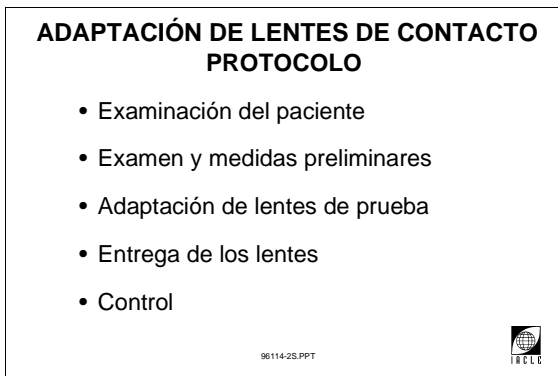 ADAPTACIÓN DE LENTES DE CONTACTO
PROTOCOLO
• Examinación del paciente
• Examen y medidas preliminares
• Adaptación de lentes de prueba
• Entrega de los lentes
• Control
96114-2S.PPT
IACLE